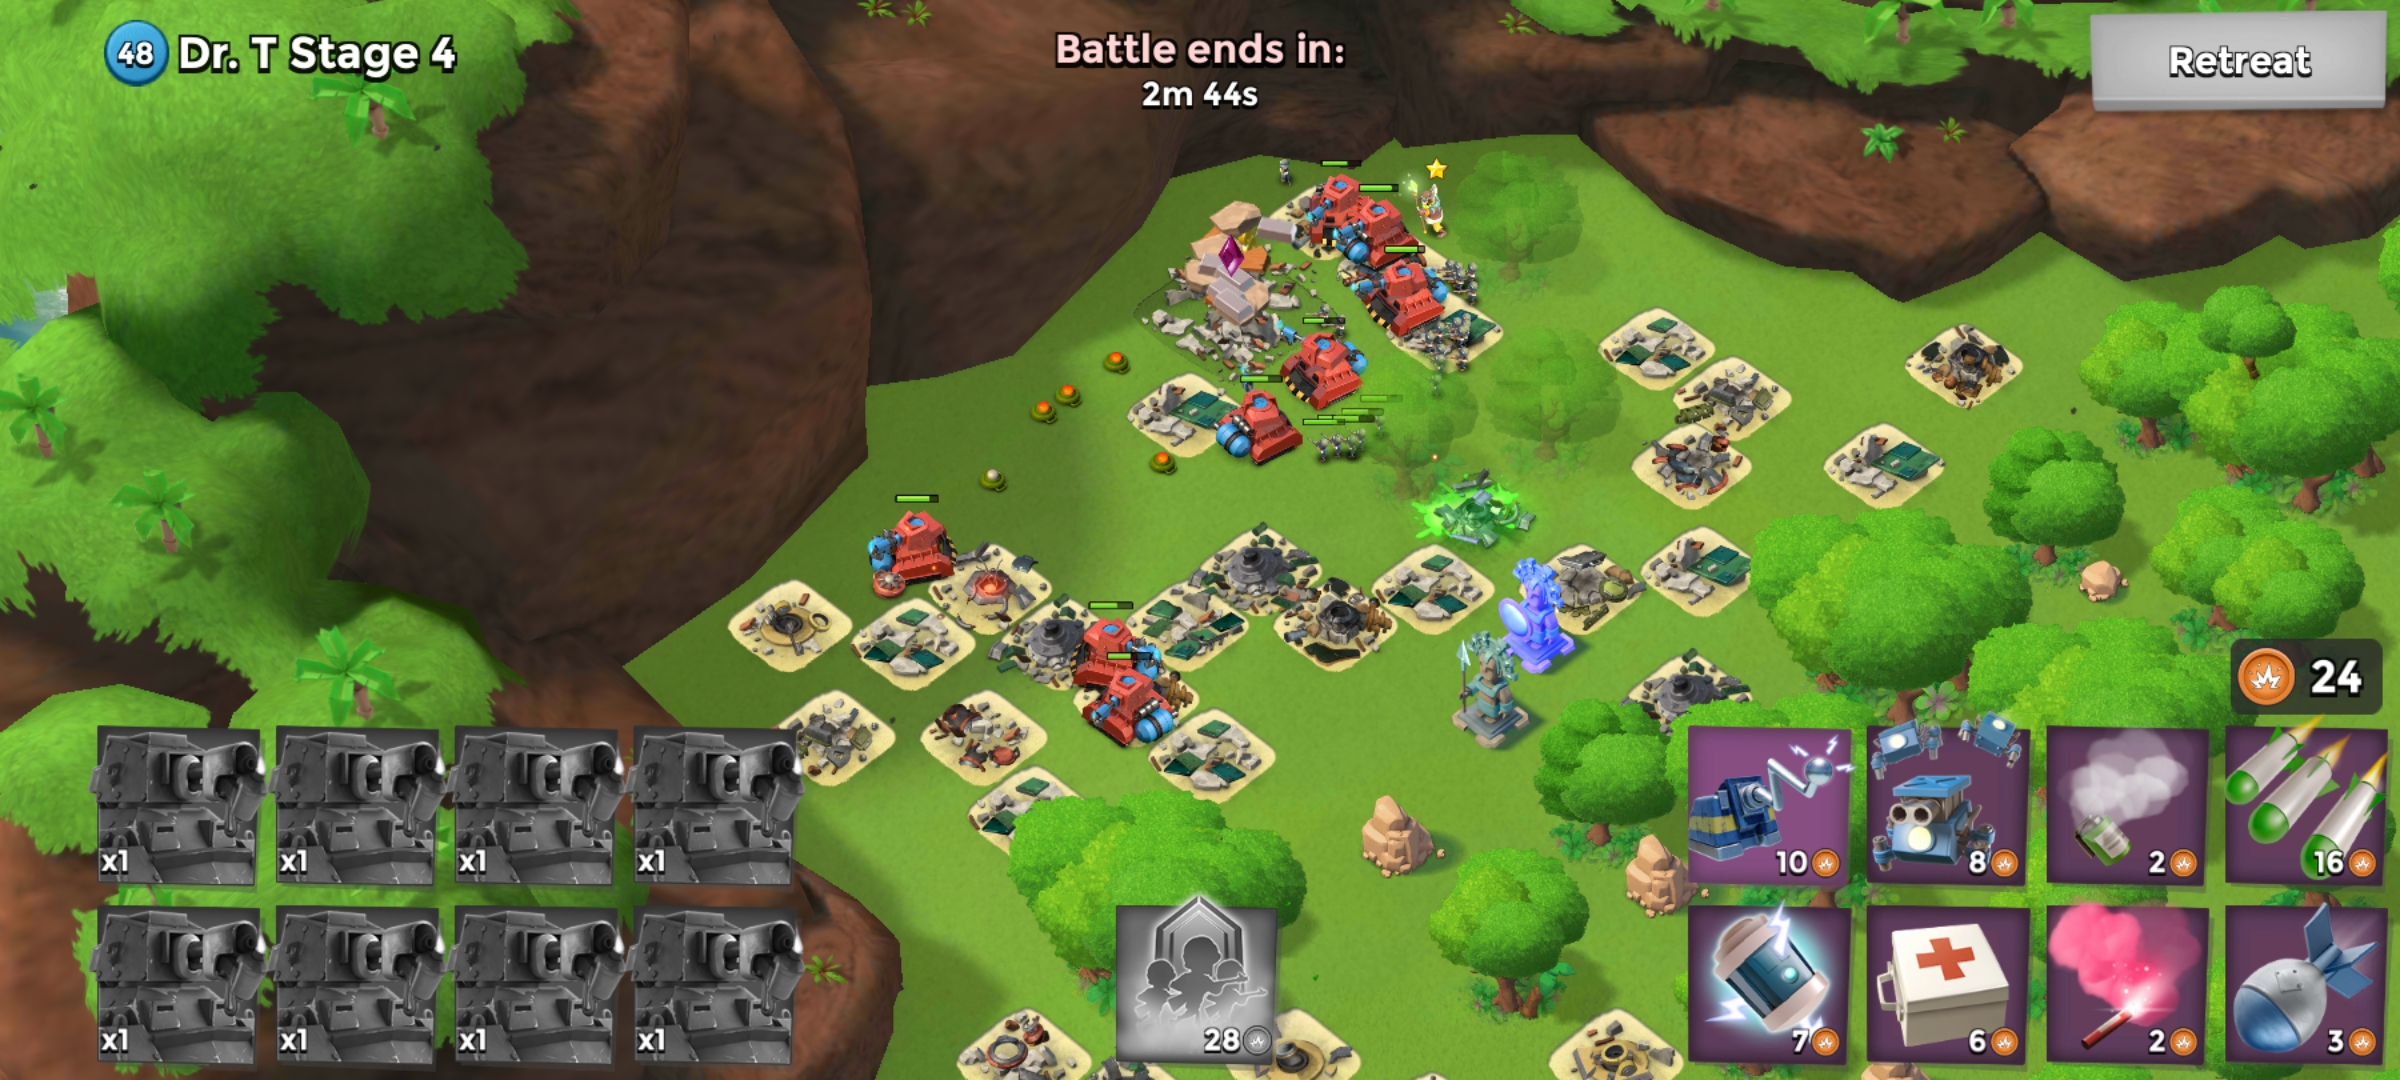 48 Dr. T Stage 4
Battle ends in:
2m 44s
Retreat
24
x1 x1 x1 x1
10 8 2 16
x1 x1 x1 x1
28
7 6 2 3